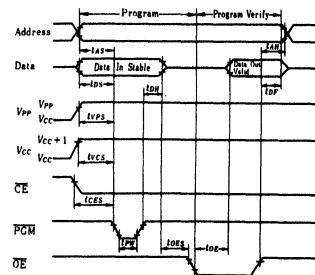 Program
Program Verify
Address
tAS
tAH
Data
Data In Stable
Data Out Valid
tDS
tDH
tDF
VPP VPP
VCC
tVPS
VCC VCC+1
VCC
tVCS
CE
tCES
PGM
tPW
tOES
tOE
OE